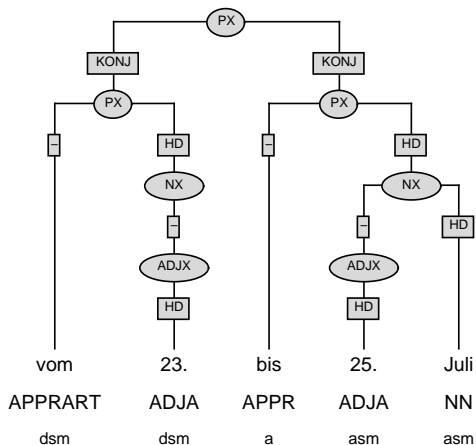 PX
KONJ KONJ
PX PX
– HD – HD
NX NX
– – HD
ADJX ADJX
HD HD
vom 23. bis 25. Juli
APPRART ADJA APPR ADJA NN
dsm dsm a asm asm